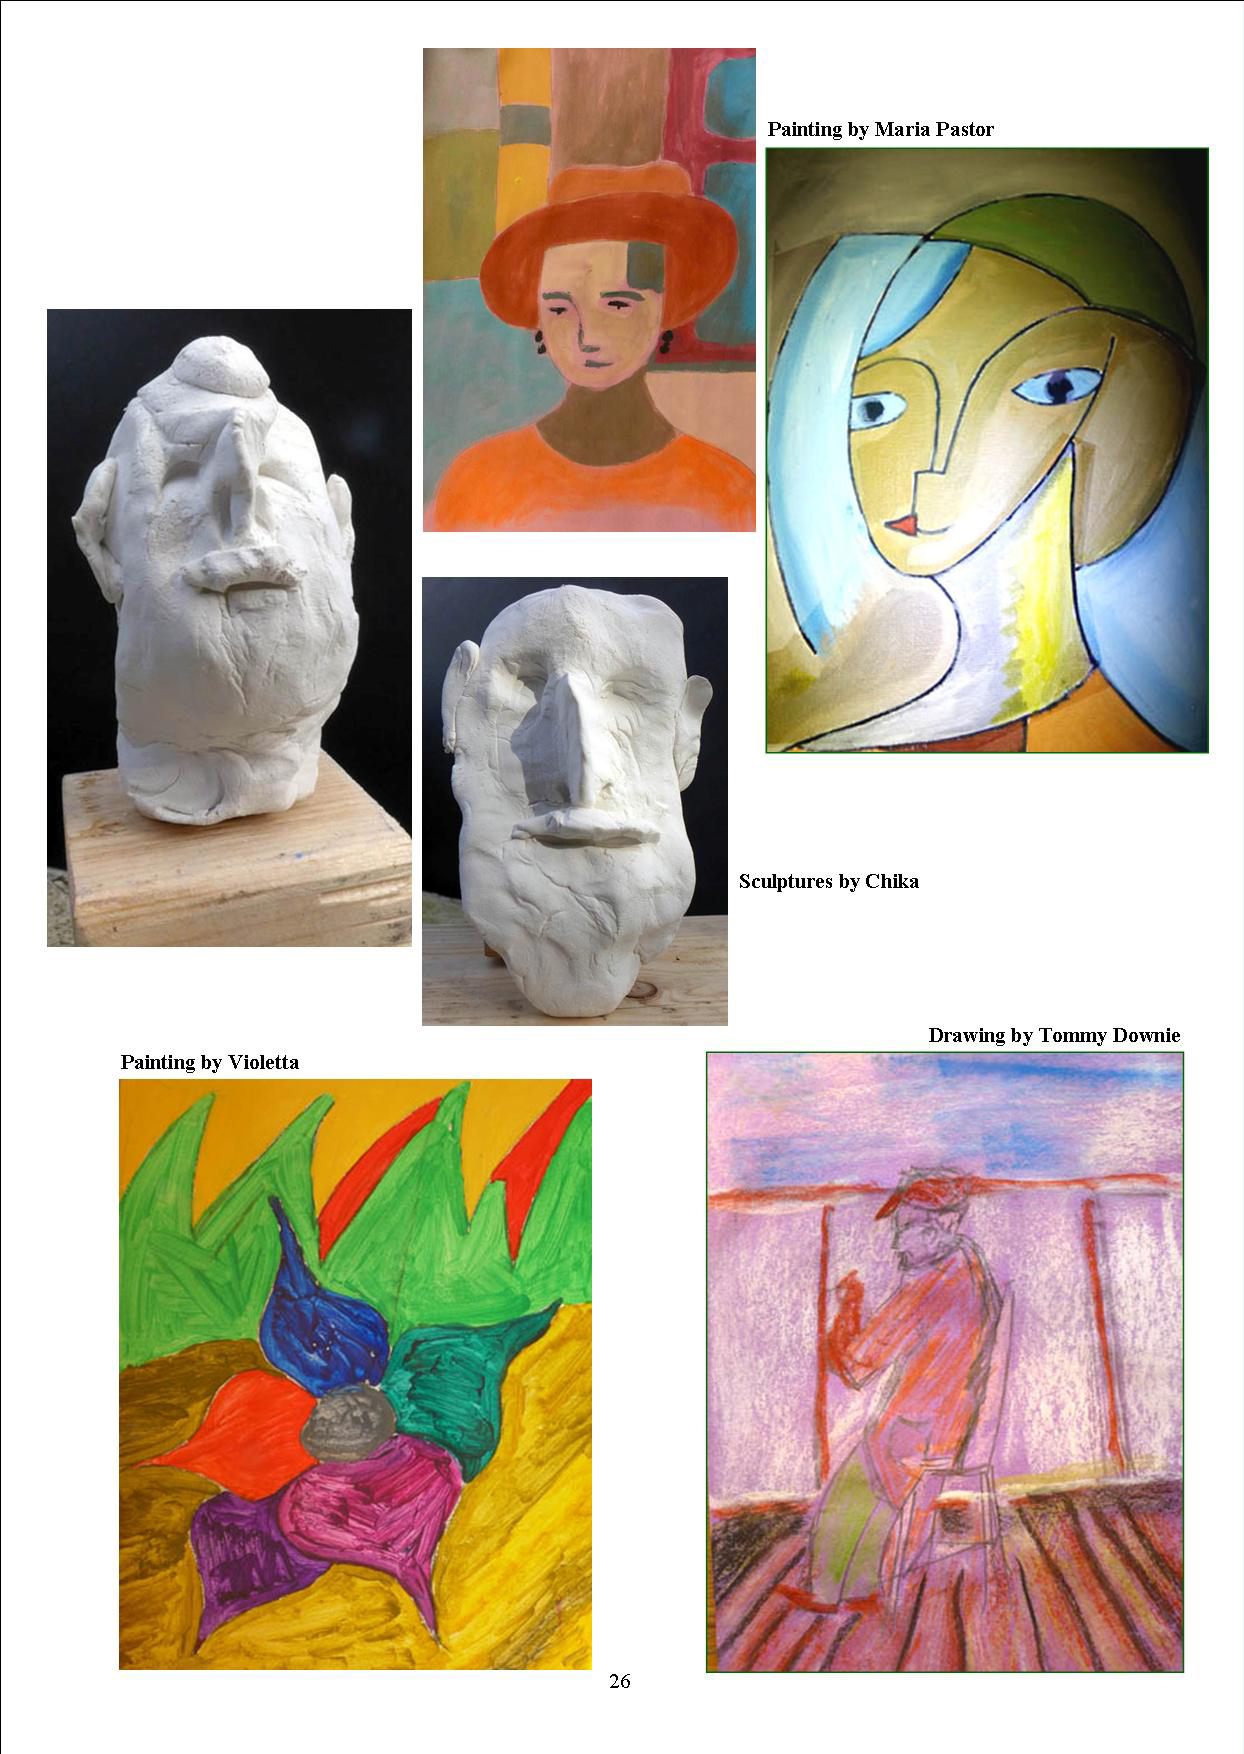 Painting by Maria Pastor
Sculptures by Chika
Drawing by Tommy Downie
Painting by Violetta
26